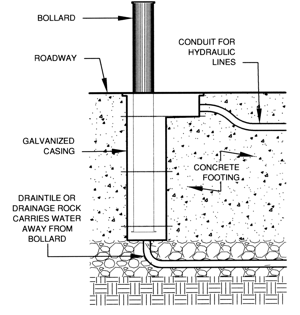 BOLLARD
ROADWAY
CONDUIT FOR
HYDRAULIC
LINES
GALVANIZED
CASING
CONCRETE
FOOTING
DRAINTILE OR
DRAINAGE ROCK
CARRIES WATER
AWAY FROM
BOLLARD